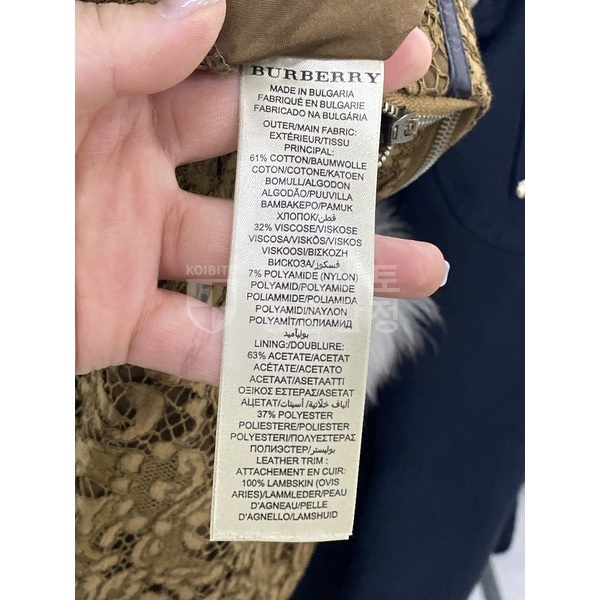 BURBERRY
MADE IN BULGARIA
FABRIQUÉ EN BULGARIE
FABRICADO NA BULGÁRIA
OUTER/MAIN FABRIC:
EXTÉRIEUR/TISSU
PRINCIPAL:
61% COTTON/BAUMWOLLE
COTON/COTONE/KATOEN
BOMULL/ALGODON
ALGODÃO/PUUVILLA
BAMBAKEPO/PAMUK
ХЛОПОК/قطن
32% VISCOSE/VISKOSE
VISCOSA/VISKÓS/VISKOS
VISKOOSI/ΒΙΣΚΟΖΗ
ВИСКОЗА/فسكوز
7% POLYAMIDE (NYLON)
POLYAMID/POLYAMIDE
POLIAMMIDE/POLIAMIDA
POLYAMIDI/ΝΑΥΛΟΝ
POLYAMÍT/ПОЛИАМИД
بوليآميد
LINING:/DOUBLURE:
63% ACETATE/ACETAT
ACÉTATE/ACETATO
ACETAAT/ASETAATTI
ΟΞΙΚΟΣ ΕΣΤΕΡΑΣ/ASETAT
АЦЕТАТ/أسيتات/ألياف خلاتية
37% POLYESTER
POLIESTERE/POLIESTER
POLYESTERI/ΠΟΛΥΕΣΤΕΡΑΣ
ПОЛИЭСТЕР/بوليستر
LEATHER TRIM :
ATTACHEMENT EN CUIR:
100% LAMBSKIN (OVIS
ARIES)/LAMMLEDER/PEAU
D'AGNEAU/PELLE
D'AGNELLO/LAMSHUID